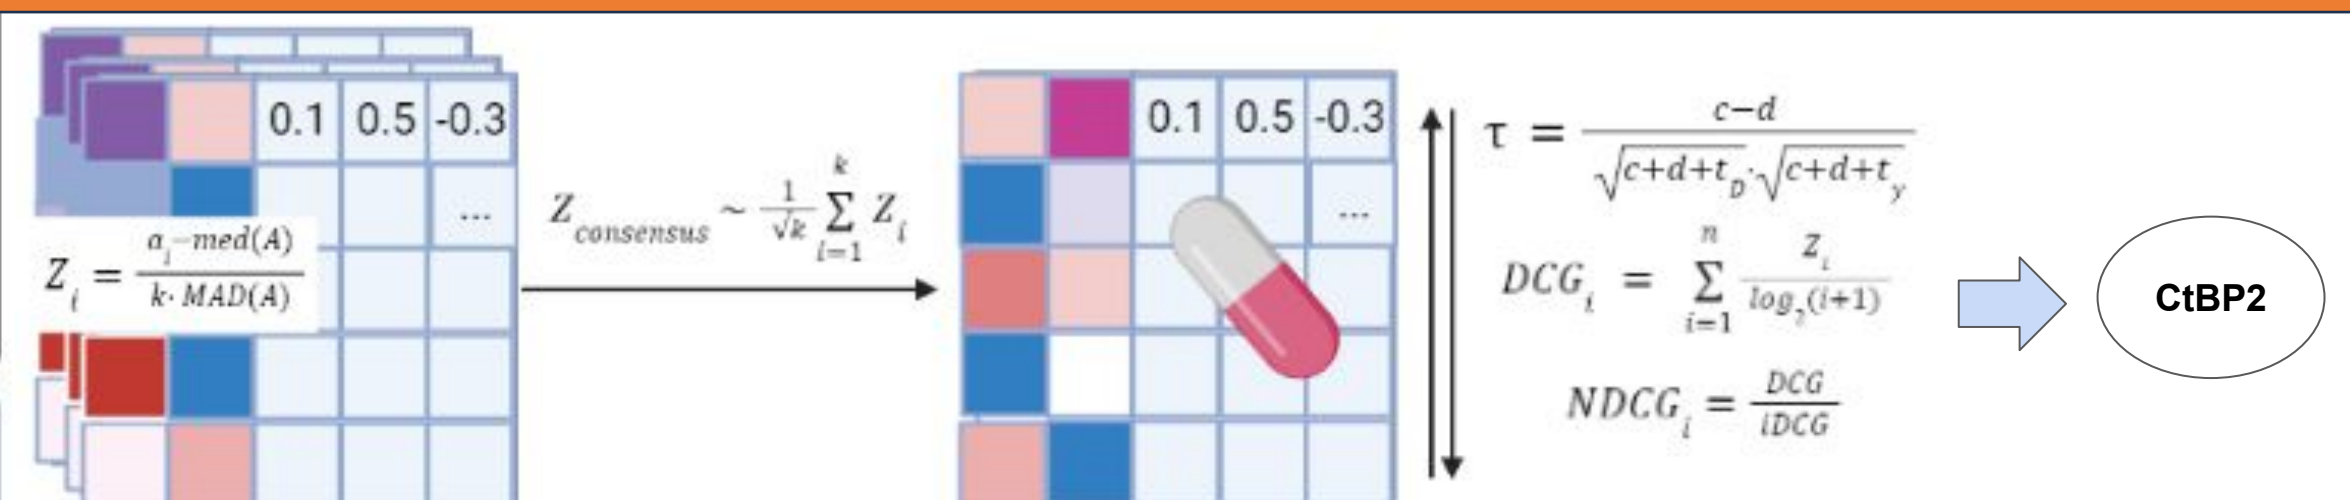 0.1 0.5 -0.3
...
Z_i = (a_i − med(A)) / (k· MAD(A))
Z_consensus ~ (1/√k) Σ_{i=1}^{k} Z_i
0.1 0.5 -0.3
...
τ = (c−d) / (√(c+d+t_D)·√(c+d+t_y))
DCG_i = Σ_{i=1}^{n} Z_i / log_2(i+1)
NDCG_i = DCG / iDCG
CtBP2